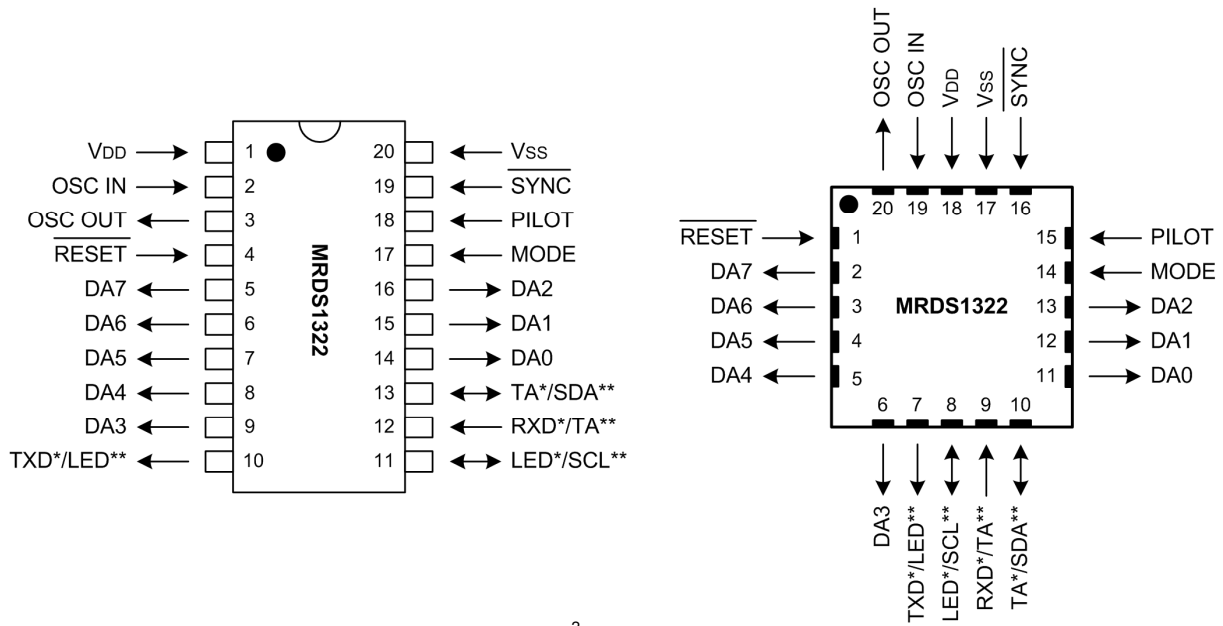 VDD 1 20 VSS
OSC IN 2 19 SYNC
OSC OUT 3 18 PILOT
RESET 4 17 MODE
DA7 5 16 DA2
DA6 6 15 DA1
DA5 7 14 DA0
DA4 8 13 TA*/SDA**
DA3 9 12 RXD*/TA**
TXD*/LED** 10 11 LED*/SCL**
MRDS1322
OSC OUT
OSC IN
VDD
VSS
SYNC
20 19 18 17 16
RESET 1 15 PILOT
DA7 2 14 MODE
DA6 3 MRDS1322 13 DA2
DA5 4 12 DA1
DA4 5 11 DA0
6 7 8 9 10
DA3
TXD*/LED**
LED*/SCL**
RXD*/TA**
TA*/SDA**